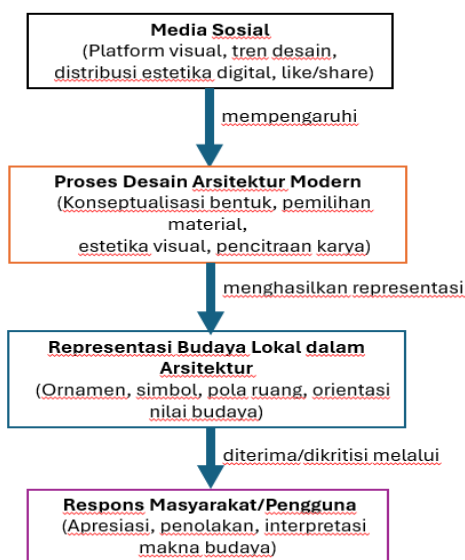 Media Sosial
(Platform visual, tren desain,
distribusi estetika digital, like/share)
mempengaruhi
Proses Desain Arsitektur Modern
(Konseptualisasi bentuk, pemilihan
material,
estetika visual, pencitraan karya)
menghasilkan representasi
Representasi Budaya Lokal dalam
Arsitektur
(Ornamen, simbol, pola ruang, orientasi
nilai budaya)
diterima/dikritisi melalui
Respons Masyarakat/Pengguna
(Apresiasi, penolakan, interpretasi
makna budaya)